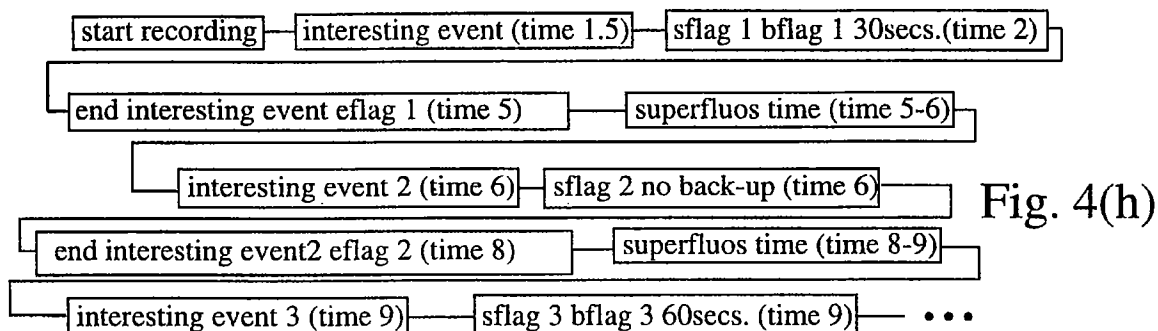 start recording interesting event (time 1.5) sflag 1 bflag 1 30secs.(time 2)
end interesting event eflag 1 (time 5) superfluos time (time 5-6)
interesting event 2 (time 6) sflag 2 no back-up (time 6)
Fig. 4(h)
end interesting event2 eflag 2 (time 8) superfluos time (time 8-9)
interesting event 3 (time 9) sflag 3 bflag 3 60secs. (time 9) •••